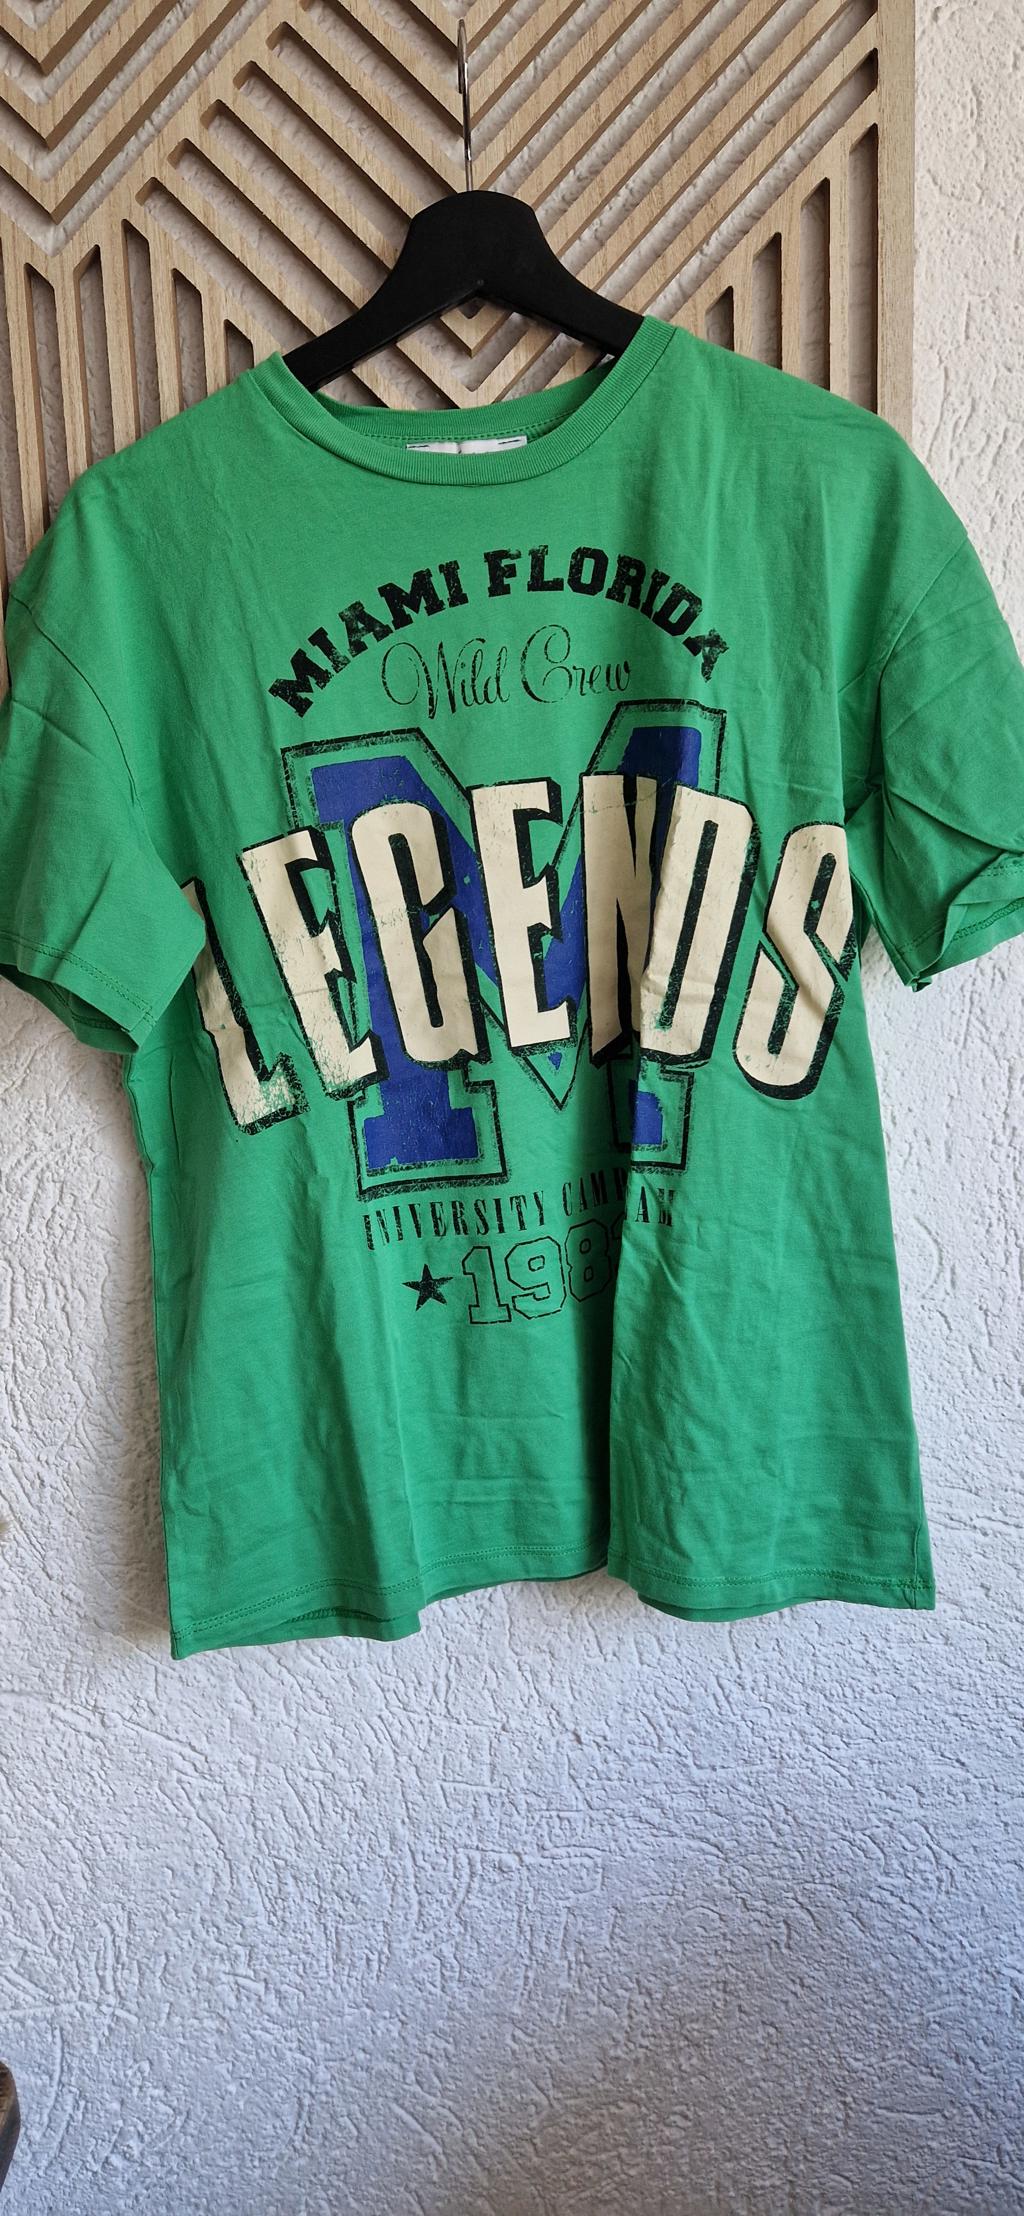 MIAMI FLORIDA
Wild Crew
M
LEGENDS
UNIVERSITY
198